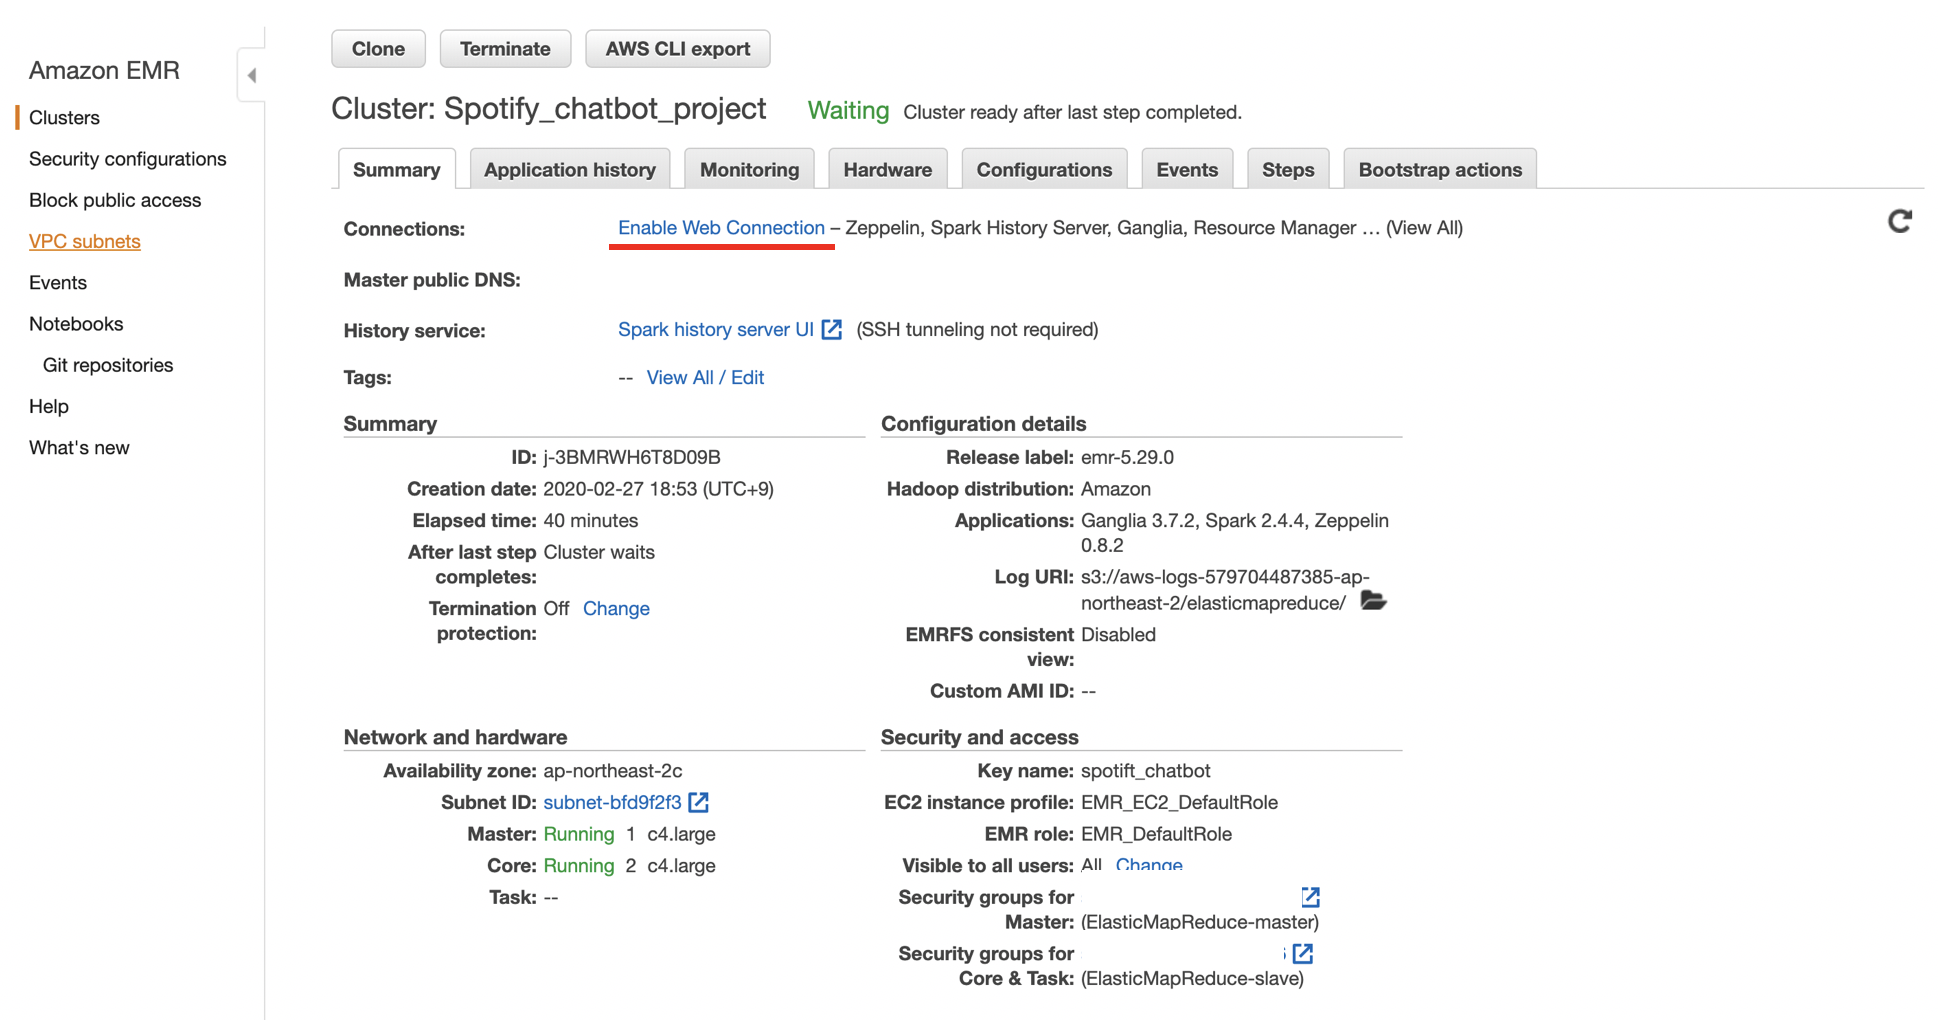 Amazon EMR
Clusters
Security configurations
Block public access
VPC subnets
Events
Notebooks
Git repositories
Help
What's new
Clone
Terminate
AWS CLI export
Cluster: Spotify_chatbot_project
Waiting
Cluster ready after last step completed.
Summary
Application history
Monitoring
Hardware
Configurations
Events
Steps
Bootstrap actions
Connections: Enable Web Connection – Zeppelin, Spark History Server, Ganglia, Resource Manager … (View All)
Master public DNS:
History service: Spark history server UI (SSH tunneling not required)
Tags: -- View All / Edit
Summary
ID: j-3BMRWH6T8D09B
Creation date: 2020-02-27 18:53 (UTC+9)
Elapsed time: 40 minutes
After last step Cluster waits
completes:
Termination Off Change
protection:
Configuration details
Release label: emr-5.29.0
Hadoop distribution: Amazon
Applications: Ganglia 3.7.2, Spark 2.4.4, Zeppelin
0.8.2
Log URI: s3://aws-logs-579704487385-ap-
northeast-2/elasticmapreduce/
EMRFS consistent Disabled
view:
Custom AMI ID: --
Network and hardware
Availability zone: ap-northeast-2c
Subnet ID: subnet-bfd9f2f3
Master: Running 1 c4.large
Core: Running 2 c4.large
Task: --
Security and access
Key name: spotift_chatbot
EC2 instance profile: EMR_EC2_DefaultRole
EMR role: EMR_DefaultRole
Visible to all users: All Change
Security groups for
Master: (ElasticMapReduce-master)
Security groups for
Core & Task: (ElasticMapReduce-slave)